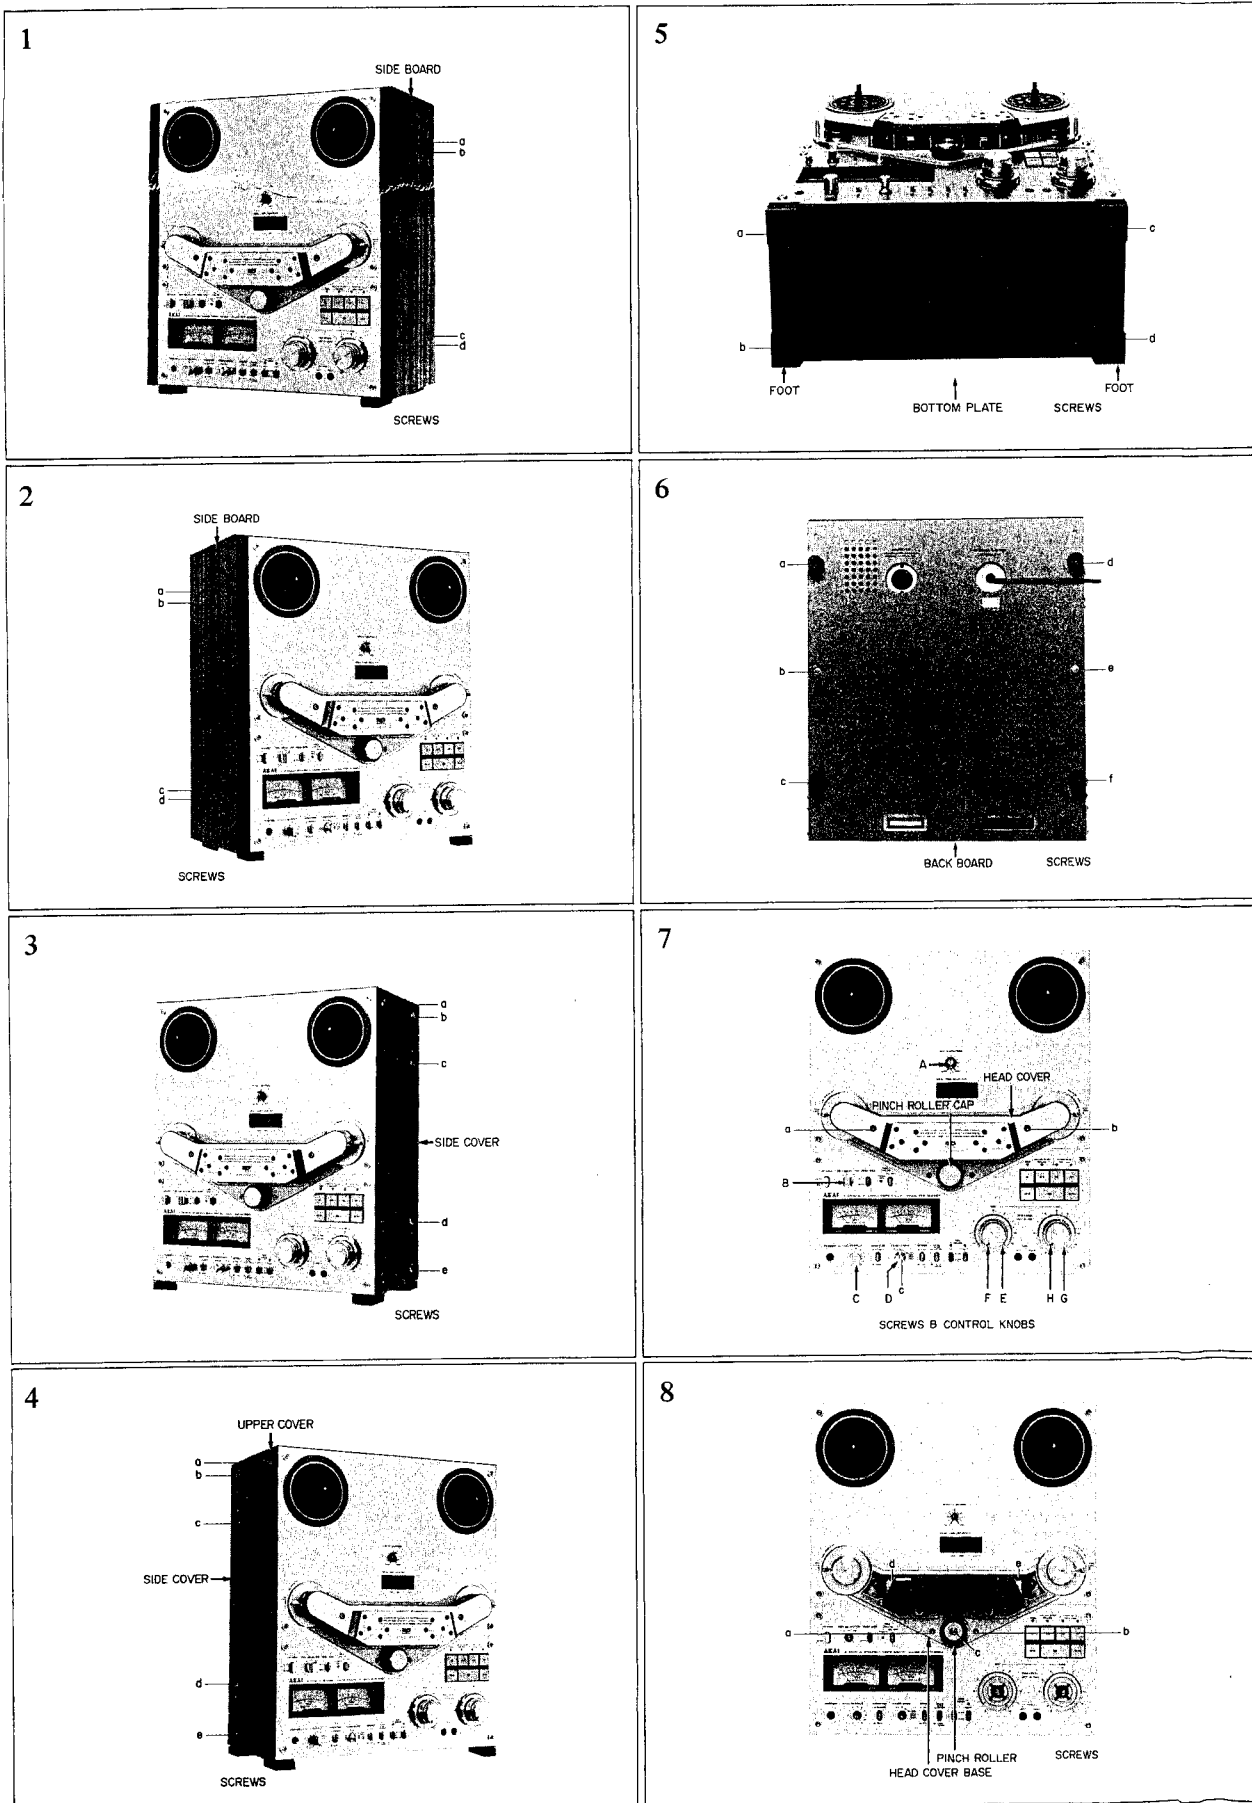 1
SIDE BOARD
a
b
AKAI
c
d
SCREWS
2
SIDE BOARD
a
b
c
d
AKAI
SCREWS
3
a
b
c
SIDE COVER
d
e
SCREWS
4
UPPER COVER
a
b
c
SIDE COVER
d
e
SCREWS
5
a
c
b
d
FOOT
FOOT
BOTTOM PLATE
SCREWS
6
a
d
b
e
c
f
BACK BOARD
SCREWS
7
A
HEAD COVER
PINCH ROLLER CAP
a
b
B
AKAI
c
C D F E H G
SCREWS B CONTROL KNOBS
8
d
e
a
b
c
AKAI
PINCH ROLLER
SCREWS
HEAD COVER BASE